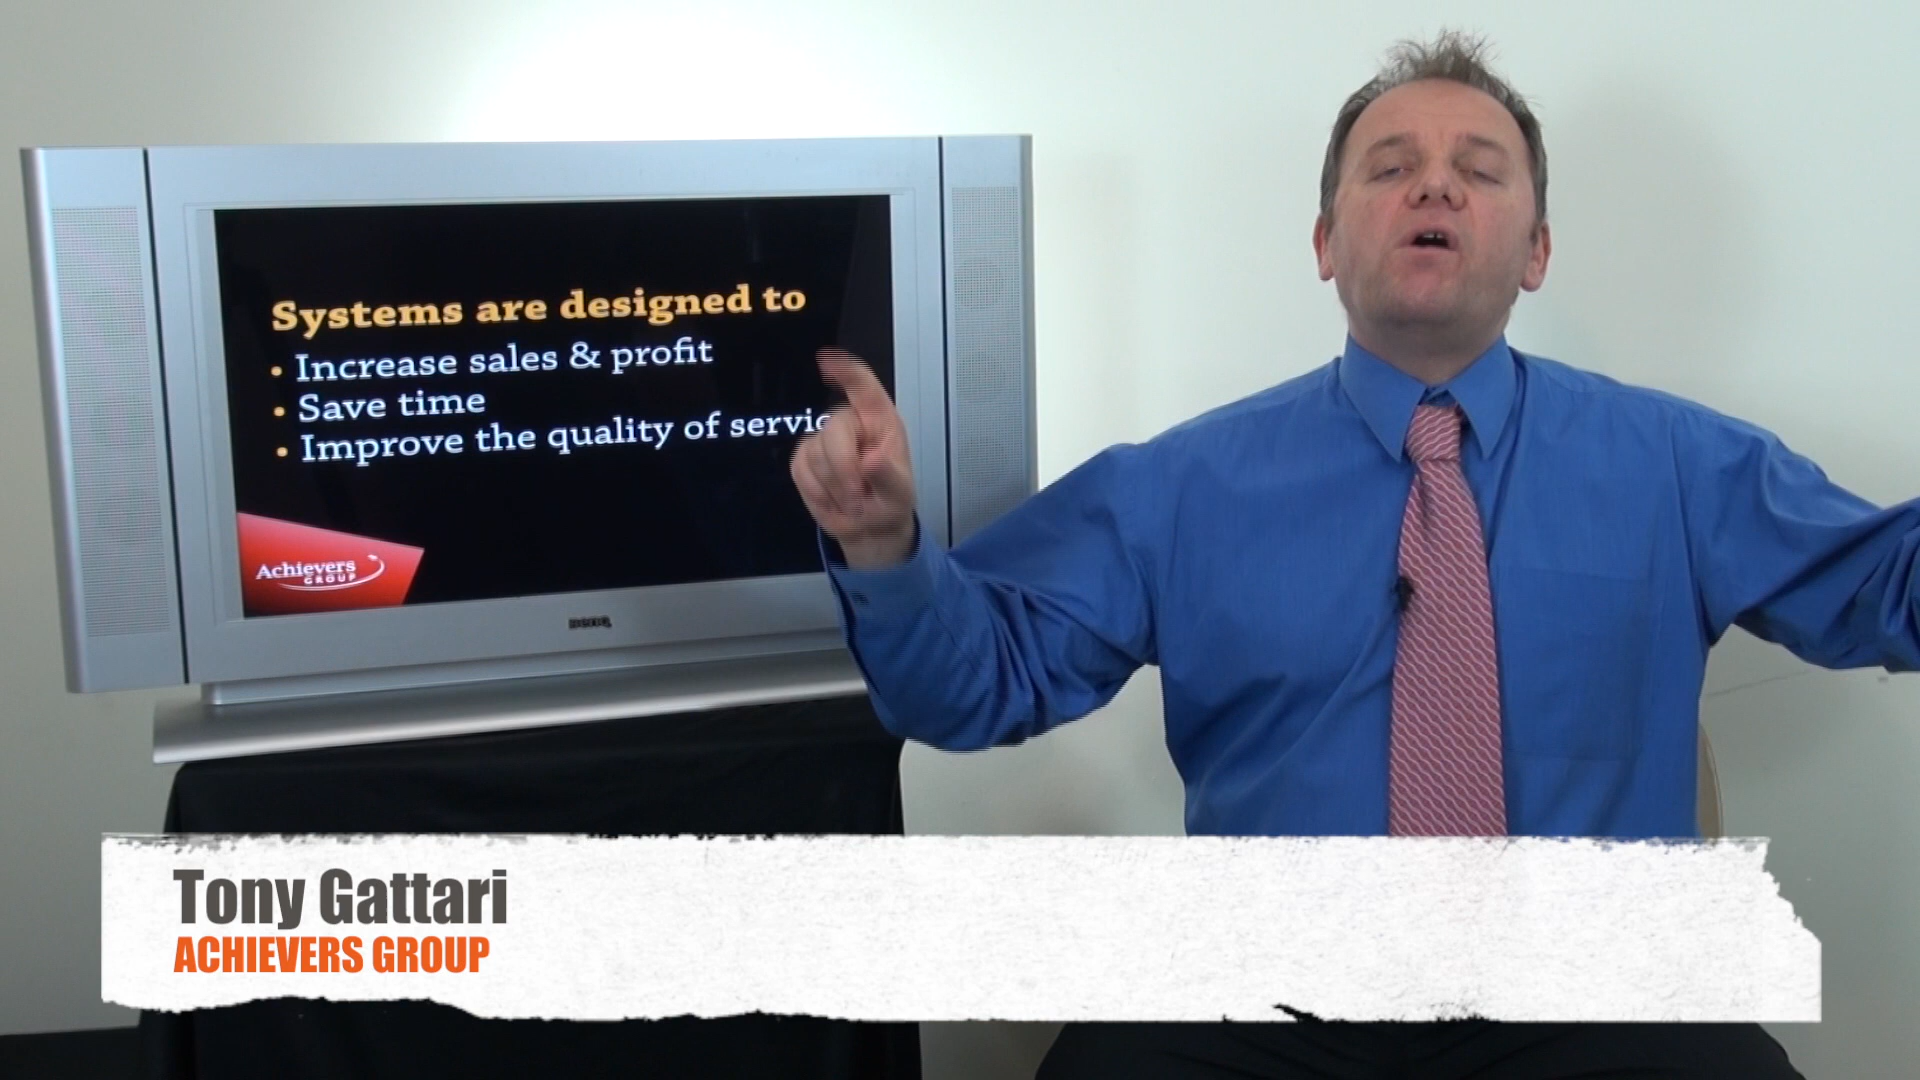 Systems are designed to
• Increase sales & profit
• Save time
• Improve the quality of servic
Achievers
GROUP
BenQ
Tony Gattari
ACHIEVERS GROUP